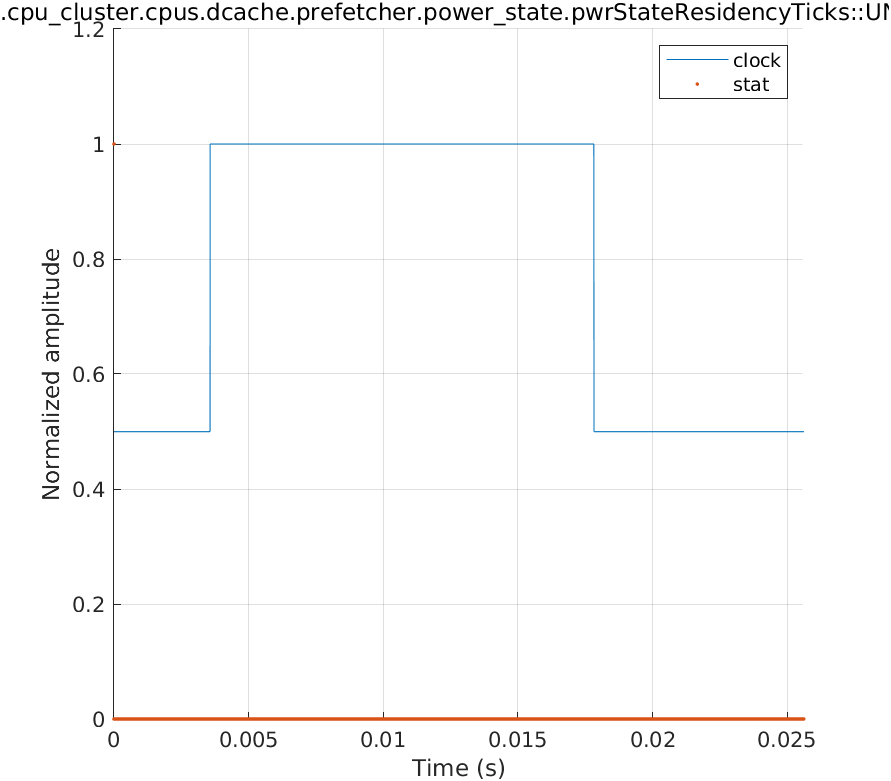 .cpu_cluster.cpus.dcache.prefetcher.power_state.pwrStateResidencyTicks::UN
1.2
clock
stat
1
0.8
0.6
0.4
0.2
0
Normalized amplitude
0 0.005 0.01 0.015 0.02 0.025
Time (s)